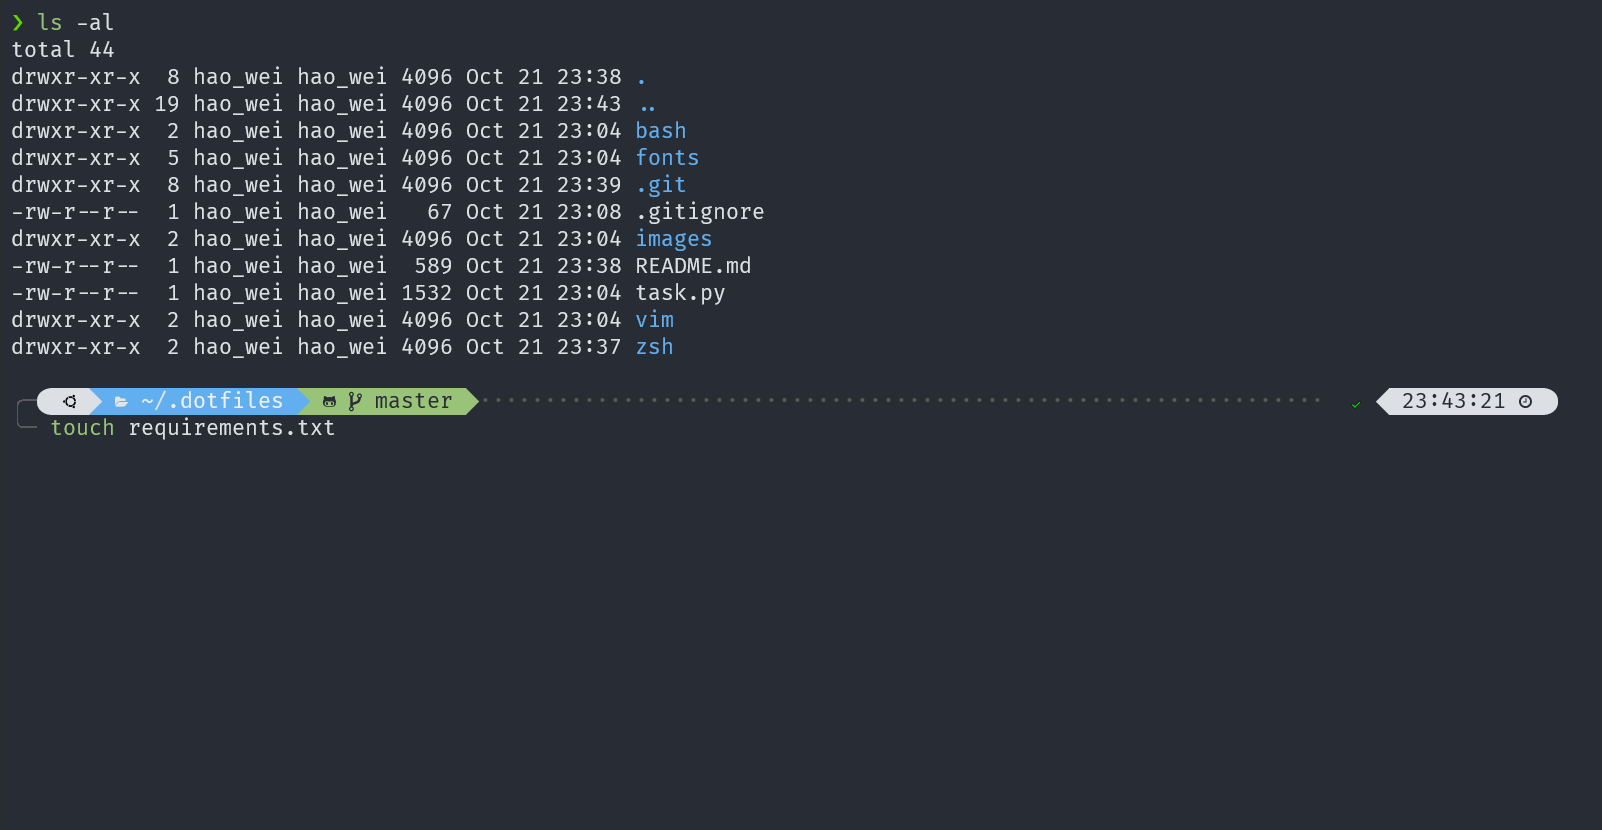 ❯ ls -al
total 44
drwxr-xr-x  8 hao_wei hao_wei 4096 Oct 21 23:38 .
drwxr-xr-x 19 hao_wei hao_wei 4096 Oct 21 23:43 ..
drwxr-xr-x  2 hao_wei hao_wei 4096 Oct 21 23:04 bash
drwxr-xr-x  5 hao_wei hao_wei 4096 Oct 21 23:04 fonts
drwxr-xr-x  8 hao_wei hao_wei 4096 Oct 21 23:39 .git
-rw-r--r--  1 hao_wei hao_wei   67 Oct 21 23:08 .gitignore
drwxr-xr-x  2 hao_wei hao_wei 4096 Oct 21 23:04 images
-rw-r--r--  1 hao_wei hao_wei  589 Oct 21 23:38 README.md
-rw-r--r--  1 hao_wei hao_wei 1532 Oct 21 23:04 task.py
drwxr-xr-x  2 hao_wei hao_wei 4096 Oct 21 23:04 vim
drwxr-xr-x  2 hao_wei hao_wei 4096 Oct 21 23:37 zsh
~/.dotfiles master 23:43:21
touch requirements.txt